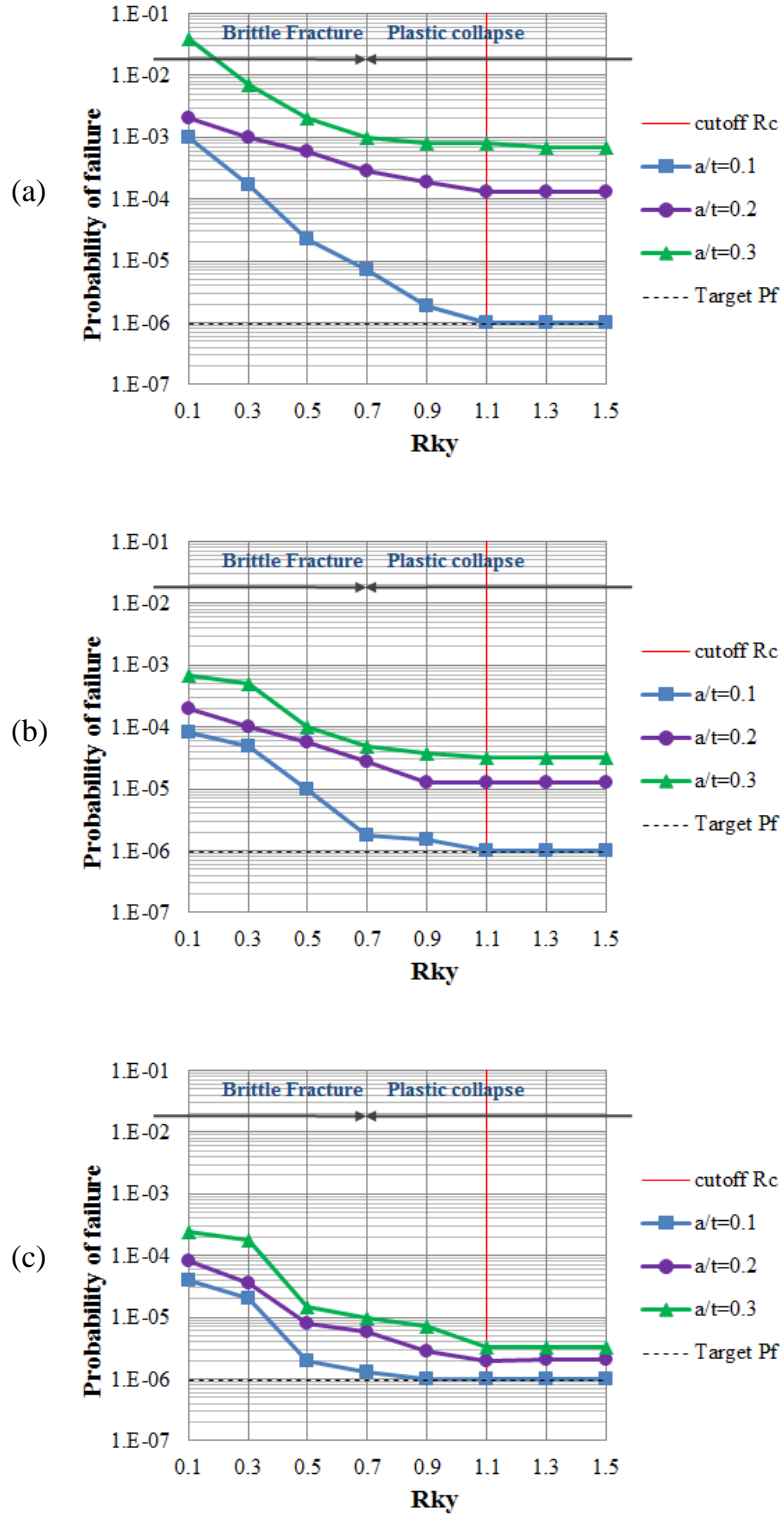 (a)
Probability of failure
1.E-01
1.E-02
1.E-03
1.E-04
1.E-05
1.E-06
1.E-07
Brittle Fracture
Plastic collapse
0.1 0.3 0.5 0.7 0.9 1.1 1.3 1.5
Rky
cutoff Rc
a/t=0.1
a/t=0.2
a/t=0.3
Target Pf
(b)
Probability of failure
1.E-01
1.E-02
1.E-03
1.E-04
1.E-05
1.E-06
1.E-07
Brittle Fracture
Plastic collapse
0.1 0.3 0.5 0.7 0.9 1.1 1.3 1.5
Rky
cutoff Rc
a/t=0.1
a/t=0.2
a/t=0.3
Target Pf
(c)
Probability of failure
1.E-01
1.E-02
1.E-03
1.E-04
1.E-05
1.E-06
1.E-07
Brittle Fracture
Plastic collapse
0.1 0.3 0.5 0.7 0.9 1.1 1.3 1.5
Rky
cutoff Rc
a/t=0.1
a/t=0.2
a/t=0.3
Target Pf